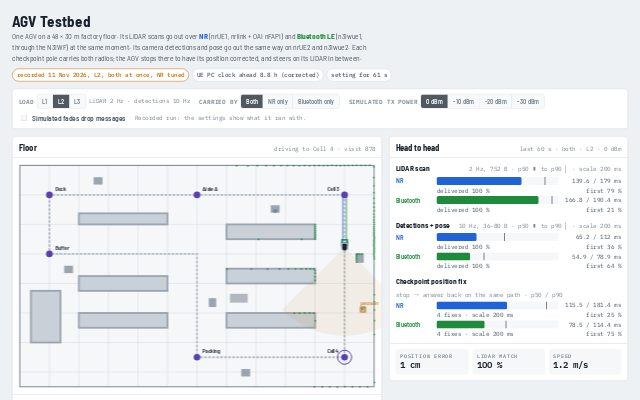 AGV Testbed
One AGV on a 48 × 30 m factory floor. Its LiDAR scans go out over NR (nrUE1, nrlink + OAI nFAPI) and Bluetooth LE (n3iwue1,
through the N3IWF) at the same moment. Its camera detections and pose go out the same way on nrUE2 and n3iwue2. Each
checkpoint pole carries both radios; the AGV stops there, gets its position corrected, and steers on its LiDAR in between.
recorded 11 Nov 2026, L2, both at once, NR tuned
UE PC clock ahead 8.8 h (corrected)
setting for 61 s
LOAD L1 L2 L3 LiDAR 2 Hz · detections 10 Hz CARRIED BY Both NR only Bluetooth only SIMULATED TX POWER 0 dBm -10 dBm -20 dBm -30 dBm
Simulated fades drop messages Recorded run: the settings show what it ran with.
Floor
driving to Cell 4 · visit 878
Dock
Aisle A
Cell 3
Buffer
Packing
Cell 4
Head to head
last 60 s · both · L2 · 0 dBm
LiDAR scan 2 Hz, 752 B · p50 ▮ to p90 | · scale 200 ms
NR 139.6 / 179 ms
delivered 100 % first 79 %
Bluetooth 166.8 / 190.4 ms
delivered 100 % first 21 %
Detections + pose 10 Hz, 36-80 B · p50 ▮ to p90 | · scale 200 ms
NR 65.2 / 112 ms
delivered 100 % first 36 %
Bluetooth 54.9 / 78.9 ms
delivered 100 % first 64 %
Checkpoint position fix
stop → answer back on the same path · p50 / p90
NR 115.5 / 181.4 ms
4 fixes · scale 200 ms first 25 %
Bluetooth 78.5 / 114.4 ms
4 fixes · scale 200 ms first 75 %
POSITION ERROR
1 cm
LIDAR MATCH
100 %
SPEED
1.2 m/s